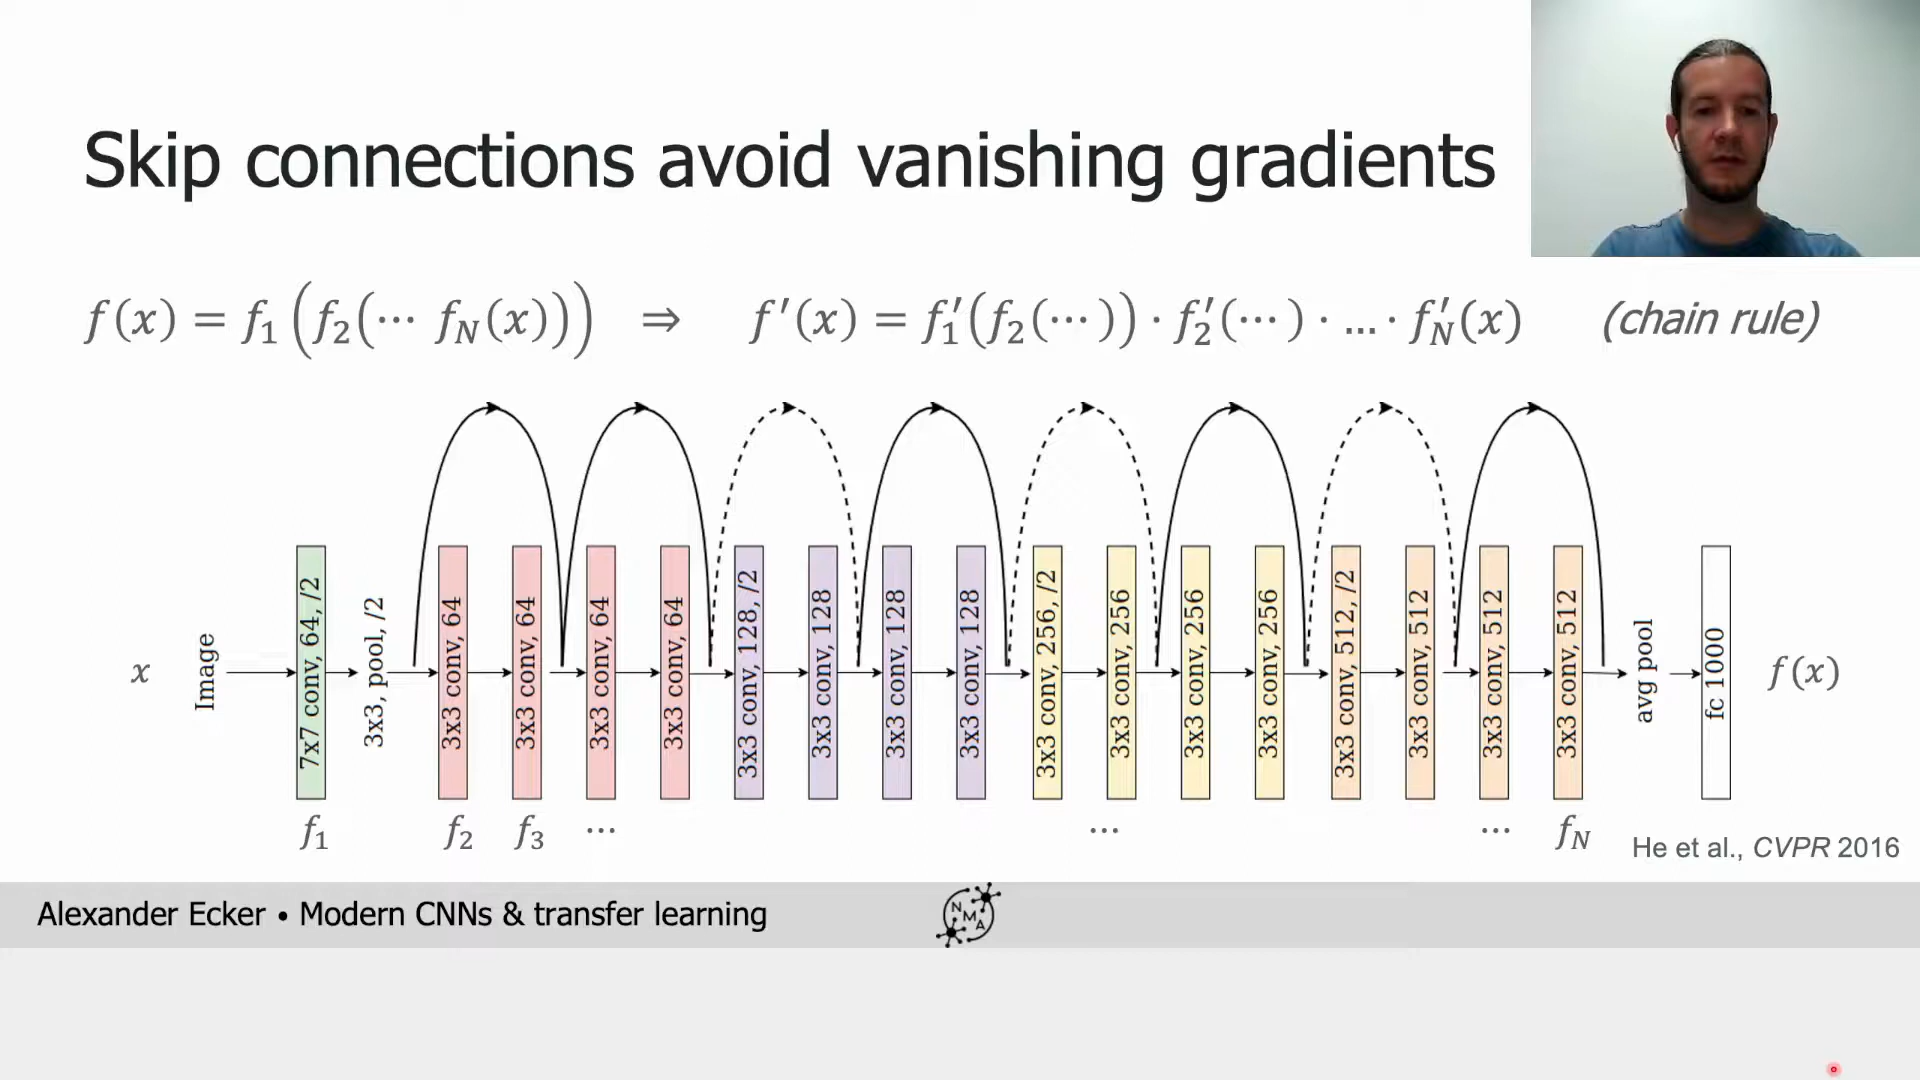 Skip connections avoid vanishing gradients
f(x) = f₁(f₂(⋯ f_N(x))) ⇒ f′(x) = f₁′(f₂(⋯)) · f₂′(⋯) · … · f_N′(x) (chain rule)
x
Image
7x7 conv, 64, /2
3x3, pool, /2
3x3 conv, 64
3x3 conv, 64
3x3 conv, 64
3x3 conv, 64
3x3 conv, 128, /2
3x3 conv, 128
3x3 conv, 128
3x3 conv, 128
3x3 conv, 256, /2
3x3 conv, 256
3x3 conv, 256
3x3 conv, 256
3x3 conv, 512, /2
3x3 conv, 512
3x3 conv, 512
3x3 conv, 512
avg pool
fc 1000
f(x)
f₁ f₂ f₃ ⋯ ⋯ ⋯ f_N
He et al., CVPR 2016
Alexander Ecker • Modern CNNs & transfer learning
N
M
A